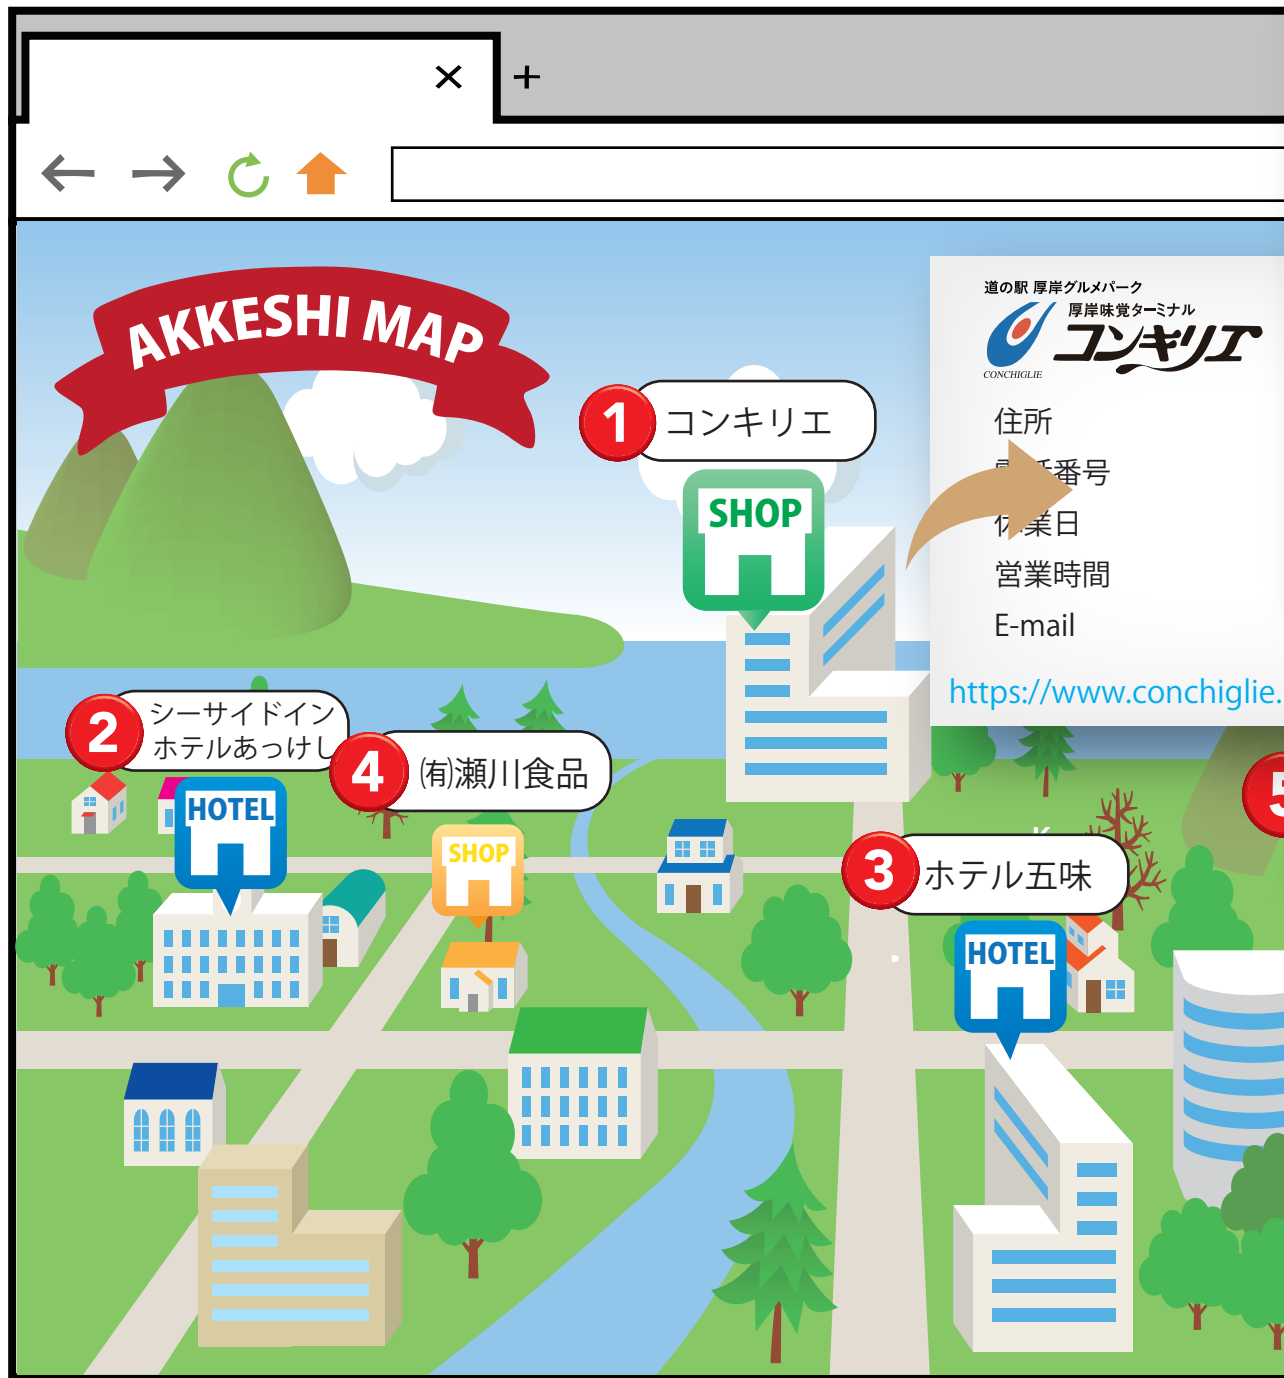 AKKESHI MAP
道の駅 厚岸グルメパーク
厚岸味覚ターミナル
コンキリエ
CONCHIGLIE
住所
番号
業日
営業時間
E-mail
https://www.conchiglie.
1 コンキリエ
SHOP
2 シーサイドイン
ホテルあっけし
HOTEL
4 ㈲瀬川食品
SHOP
3 ホテル五味
HOTEL
5
P